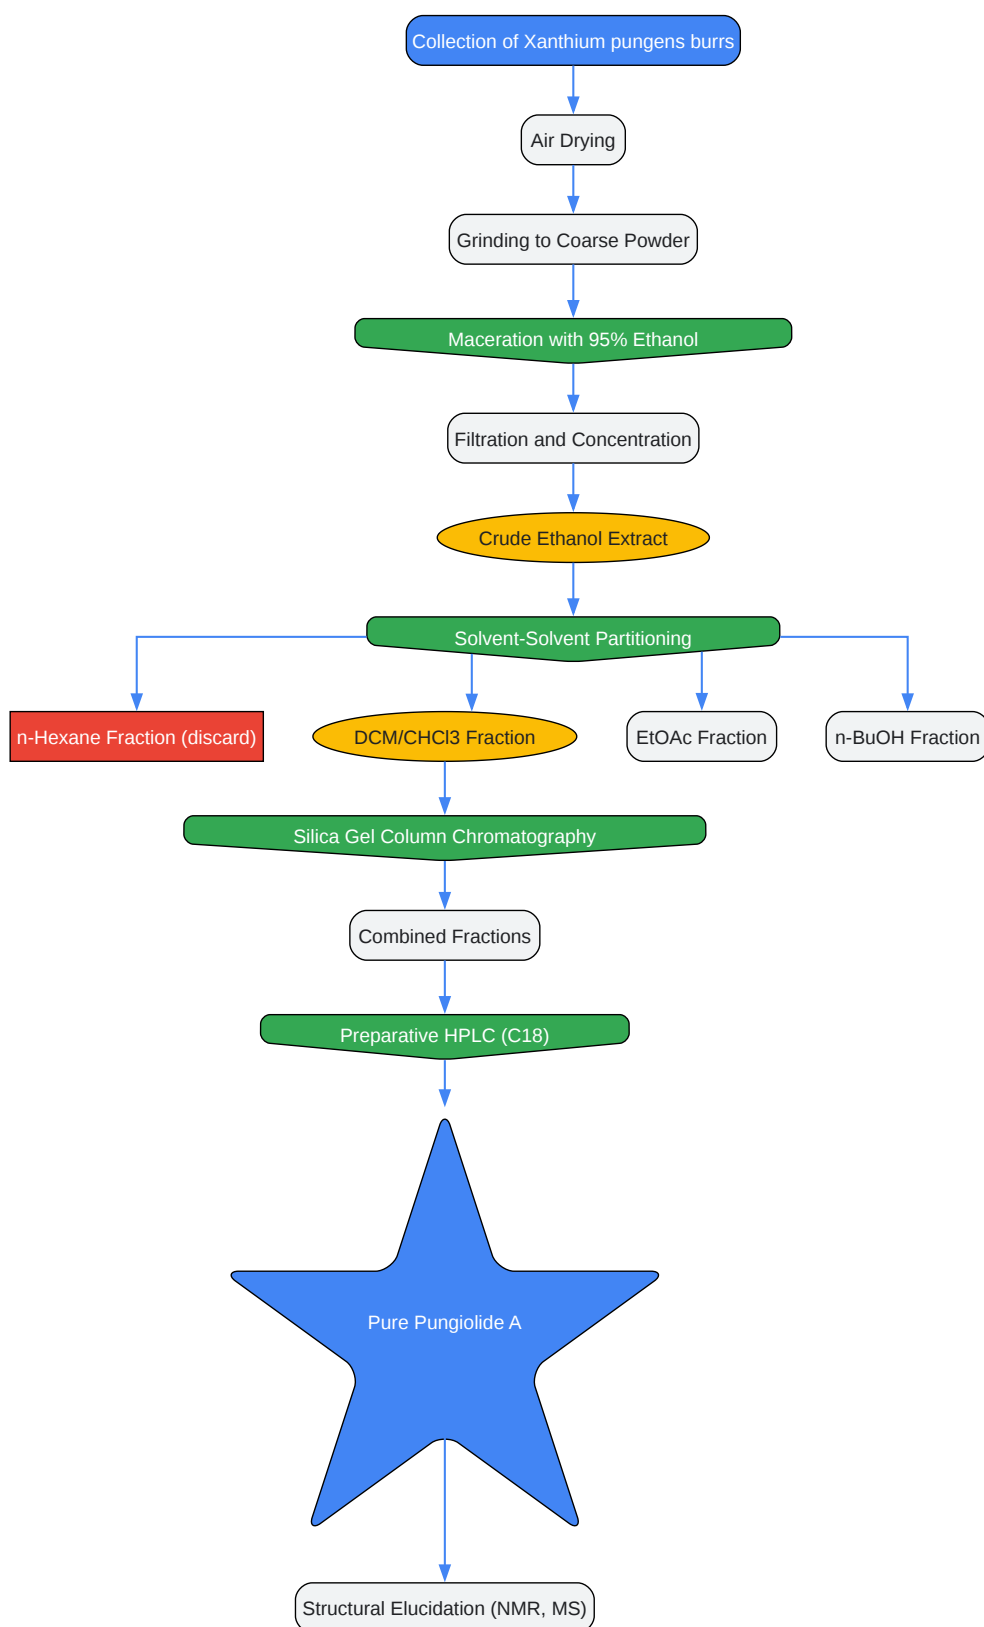 Collection of Xanthium pungens burrs
Air Drying
Grinding to Coarse Powder
Maceration with 95% Ethanol
Filtration and Concentration
Crude Ethanol Extract
Solvent-Solvent Partitioning
n-Hexane Fraction (discard)
DCM/CHCl3 Fraction
EtOAc Fraction
n-BuOH Fraction
Silica Gel Column Chromatography
Combined Fractions
Preparative HPLC (C18)
Pure Pungiolide A
Structural Elucidation (NMR, MS)